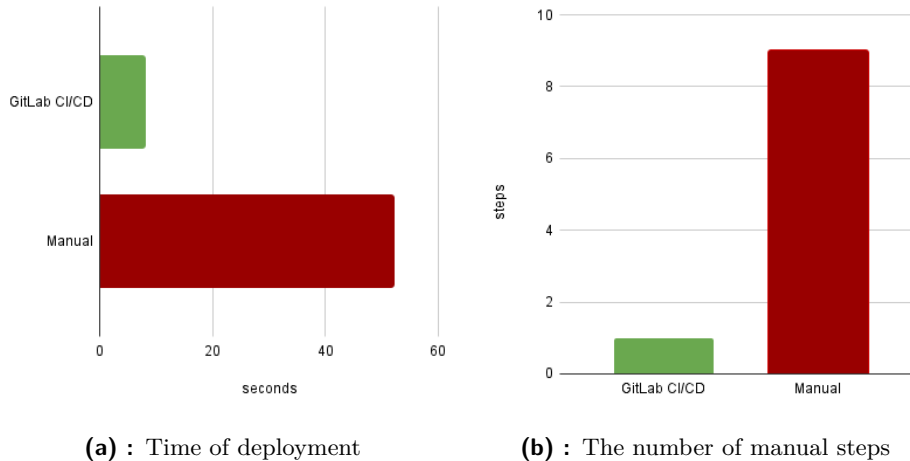 GitLab CI/CD
Manual
0 20 40 60
seconds
(a) : Time of deployment
10
8
6
4
2
0
steps
GitLab CI/CD Manual
(b) : The number of manual steps